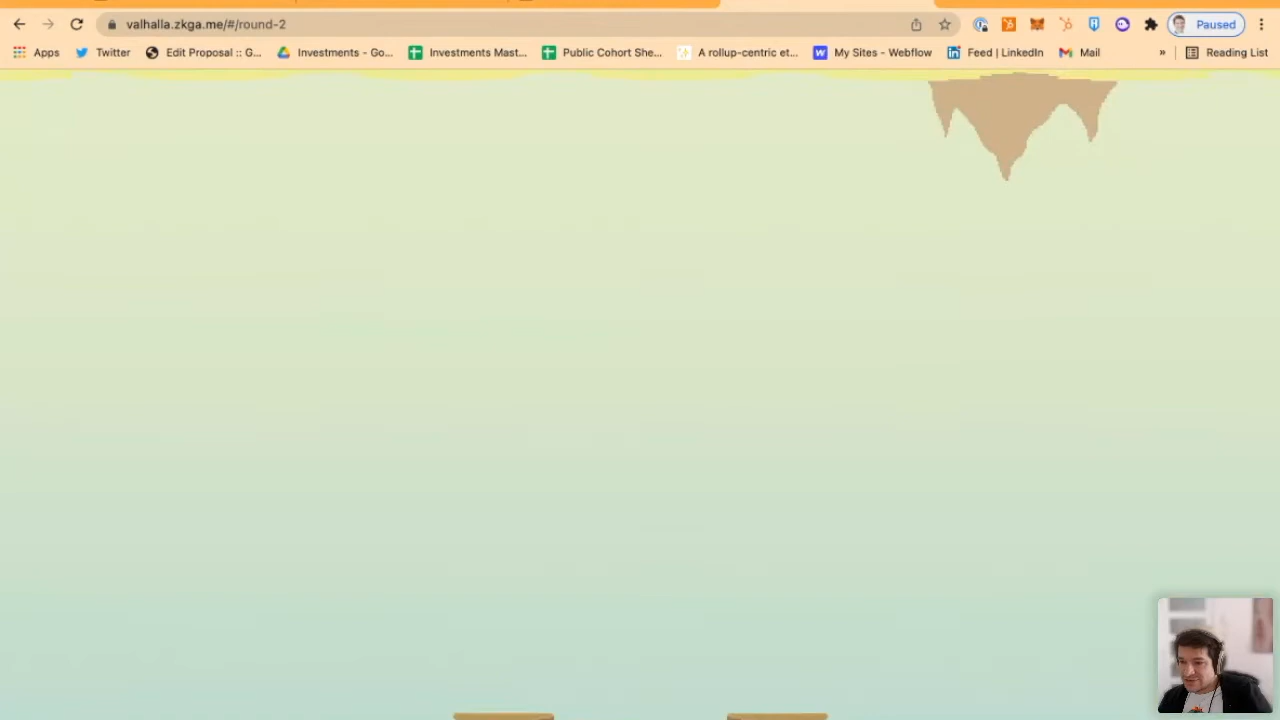 valhalla.zkga.me/#/round-2
Paused
Apps
Twitter
Edit Proposal :: G...
Investments - Go...
Investments Mast...
Public Cohort She...
A rollup-centric et...
My Sites - Webflow
Feed | LinkedIn
Mail
»
Reading List